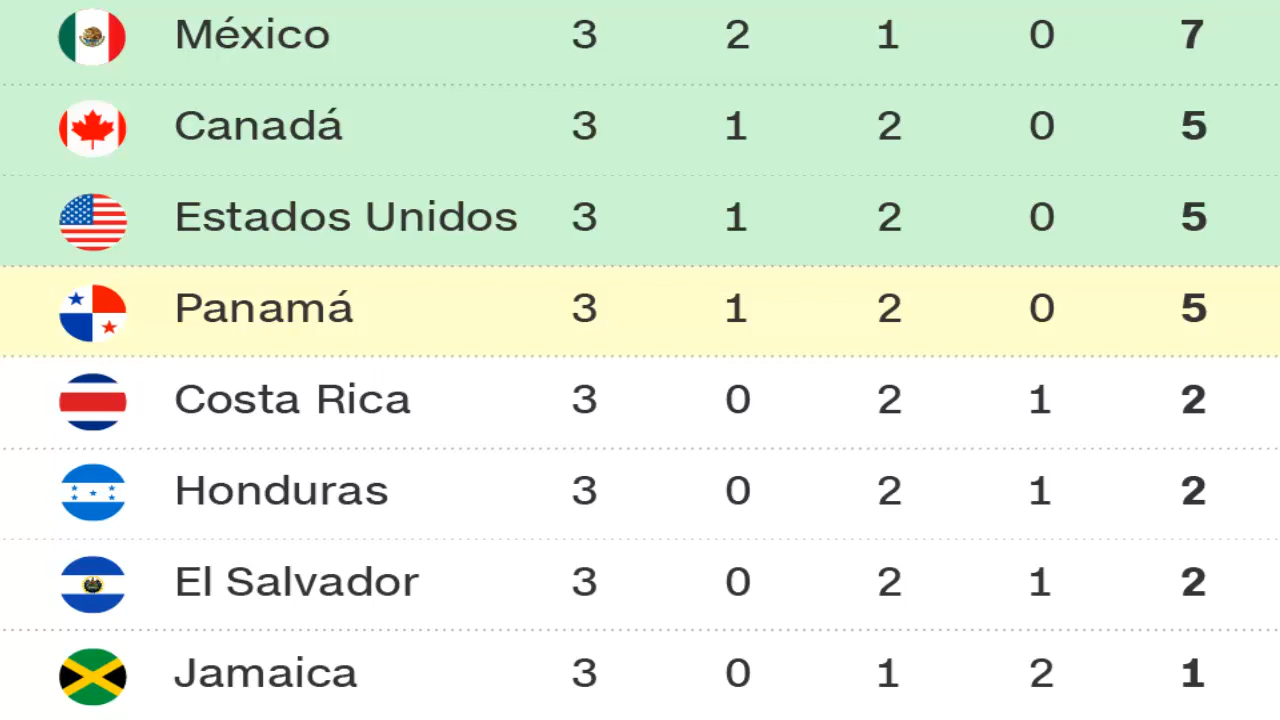 México 3 2 1 0 7
Canadá 3 1 2 0 5
Estados Unidos 3 1 2 0 5
Panamá 3 1 2 0 5
Costa Rica 3 0 2 1 2
Honduras 3 0 2 1 2
El Salvador 3 0 2 1 2
Jamaica 3 0 1 2 1